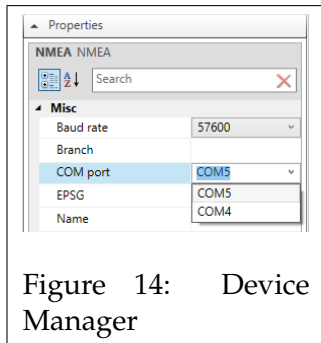 Properties
NMEA NMEA
Search
Misc
Baud rate 57600
Branch
COM port COM5
EPSG COM5
COM4
Name
Figure 14: Device
Manager